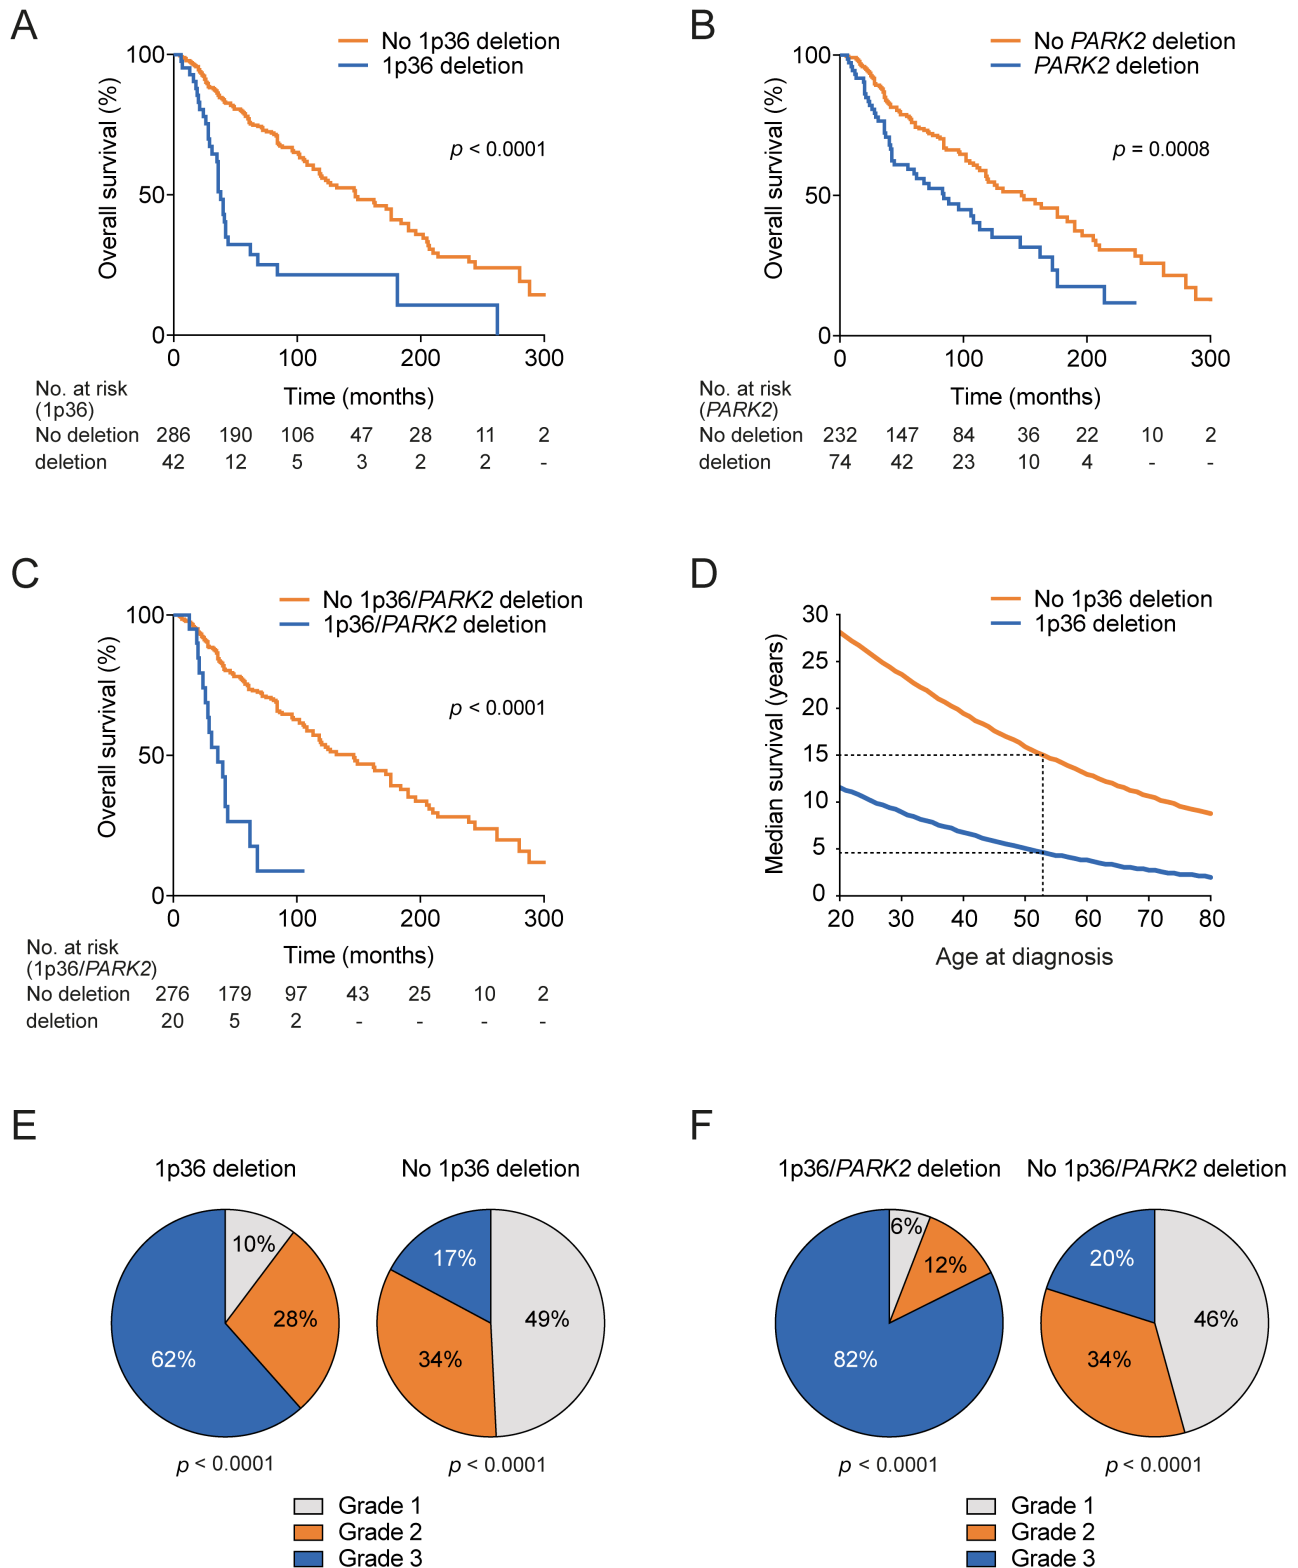 A
No 1p36 deletion
1p36 deletion
p < 0.0001
Overall survival (%)
100
50
0
0 100 200 300
Time (months)
No. at risk
(1p36)
No deletion 286 190 106 47 28 11 2
deletion 42 12 5 3 2 2 -
B
No PARK2 deletion
PARK2 deletion
p = 0.0008
Overall survival (%)
100
50
0
0 100 200 300
Time (months)
No. at risk
(PARK2)
No deletion 232 147 84 36 22 10 2
deletion 74 42 23 10 4 - -
C
No 1p36/PARK2 deletion
1p36/PARK2 deletion
p < 0.0001
Overall survival (%)
100
50
0
0 100 200 300
Time (months)
No. at risk
(1p36/PARK2)
No deletion 276 179 97 43 25 10 2
deletion 20 5 2 - - - -
D
No 1p36 deletion
1p36 deletion
Median survival (years)
30
25
20
15
10
5
0
20 30 40 50 60 70 80
Age at diagnosis
E
1p36 deletion No 1p36 deletion
10%
28%
62%
17%
49%
34%
p < 0.0001 p < 0.0001
Grade 1
Grade 2
Grade 3
F
1p36/PARK2 deletion No 1p36/PARK2 deletion
6%
12%
82%
20%
46%
34%
p < 0.0001 p < 0.0001
Grade 1
Grade 2
Grade 3